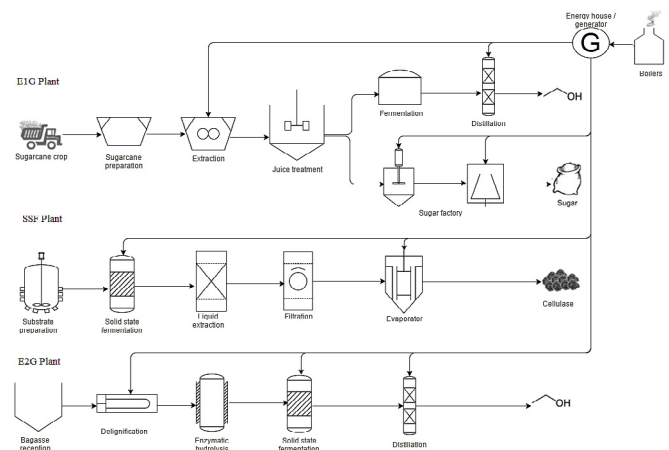 Energy house /
generator
G
Boilers
E1G Plant
Fermentation
OH
Distillation
Sugarcane crop
Sugarcane
preparation
Extraction
Juice treatment
Sugar factory
Sugar
SSF Plant
Substrate
preparation
Solid state
fermentation
Liquid
extraction
Filtration
Evaporator
Cellulase
E2G Plant
OH
Bagasse
reception
Delignification
Enzymatic
hydrolysis
Solid state
fermentation
Distillation